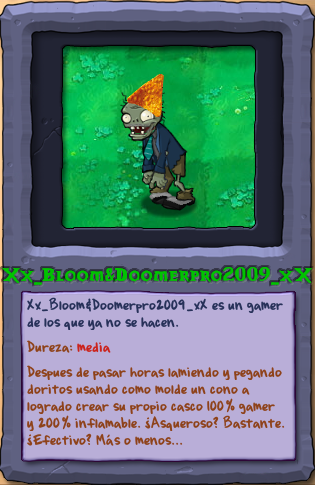 Xx_Bloom&Doomerpro2009_xX
Xx_Bloom&Doomerpro2009_xX es un gamer
de los que ya no se hacen.
Dureza: media
Despues de pasar horas lamiendo y pegando
doritos usando como molde un cono a
logrado crear su propio casco 100% gamer
y 200% inflamable. ¿Asqueroso? Bastante.
¿Efectivo? Más o menos...